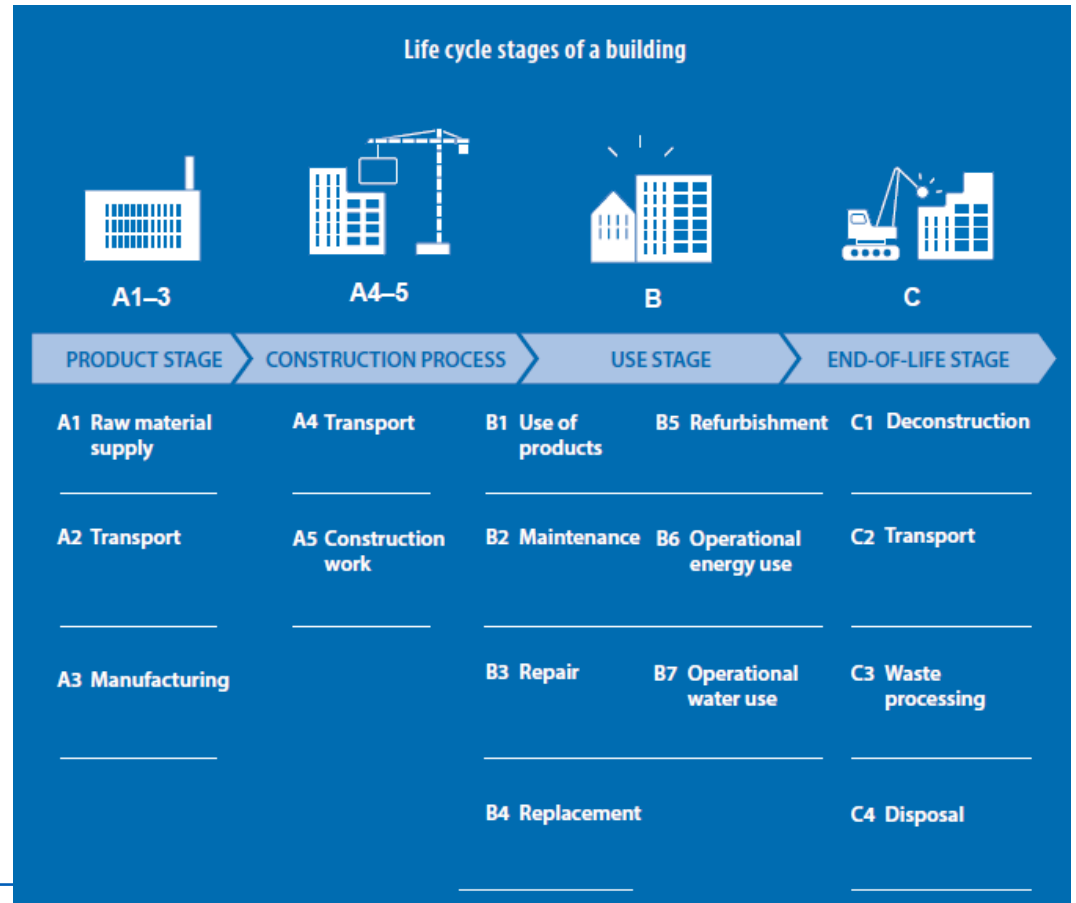 Life cycle stages of a building
A1–3
A4–5
B
C
PRODUCT STAGE
CONSTRUCTION PROCESS
USE STAGE
END-OF-LIFE STAGE
A1 Raw material
supply
A2 Transport
A3 Manufacturing
A4 Transport
A5 Construction
work
B1 Use of
products
B2 Maintenance
B3 Repair
B4 Replacement
B5 Refurbishment
B6 Operational
energy use
B7 Operational
water use
C1 Deconstruction
C2 Transport
C3 Waste
processing
C4 Disposal